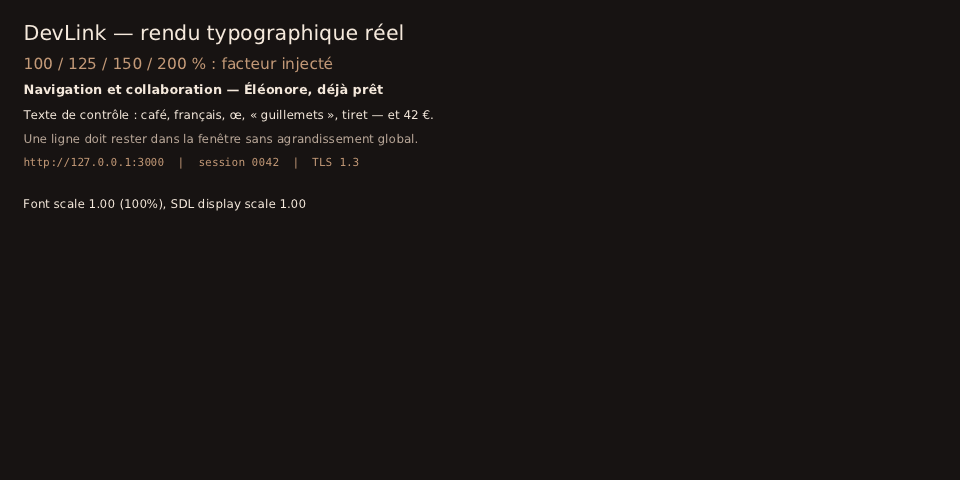 DevLink — rendu typographique réel
100 / 125 / 150 / 200 % : facteur injecté
Navigation et collaboration — Éléonore, déjà prêt
Texte de contrôle : café, français, œ, « guillemets », tiret — et 42 €.
Une ligne doit rester dans la fenêtre sans agrandissement global.
http://127.0.0.1:3000  |  session 0042  |  TLS 1.3
Font scale 1.00 (100%), SDL display scale 1.00